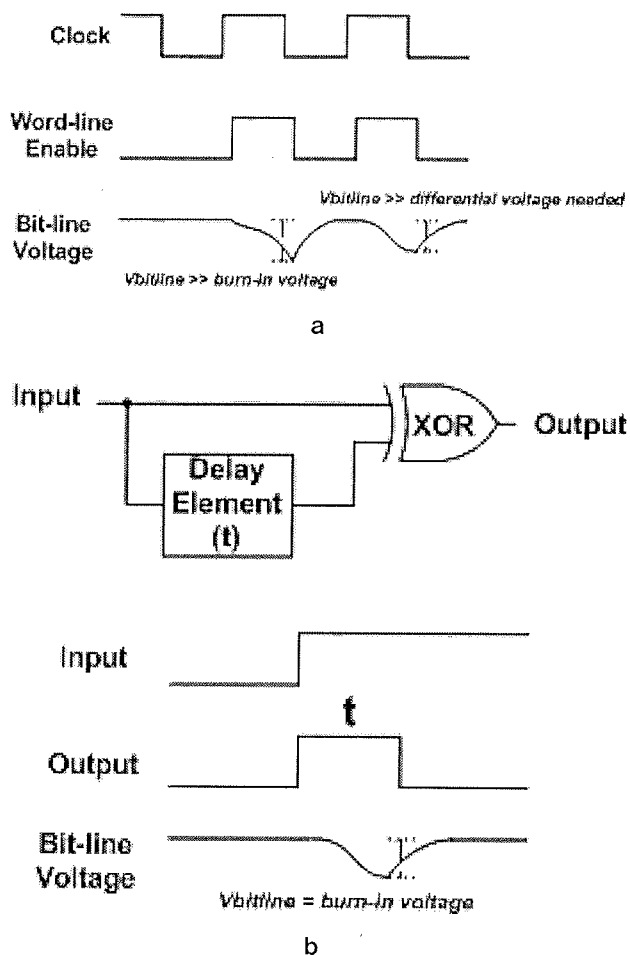 Clock
Word-line
Enable
Vbitline >> differential voltage needed
Bit-line
Voltage
Vbitline >> burn-in voltage
a
Input
XOR
Output
Delay
Element
(t)
Input
t
Output
Bit-line
Voltage
Vbitline = burn-in voltage
b